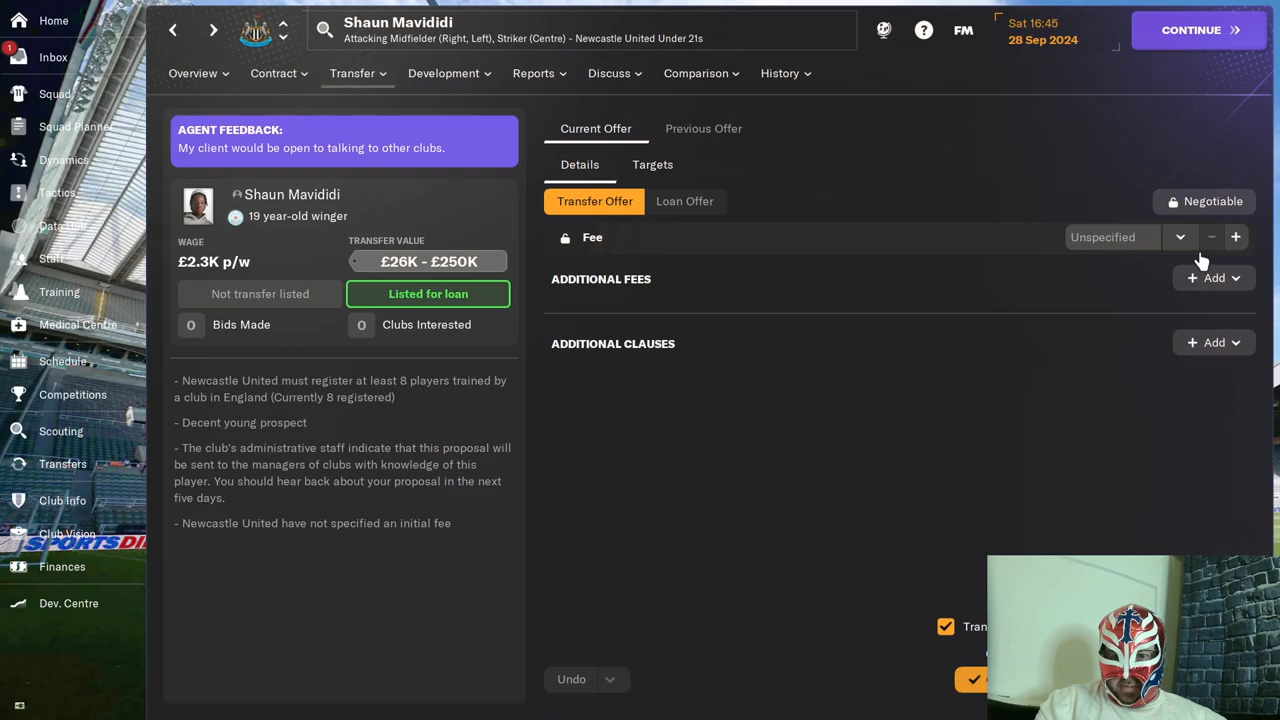 Home
Shaun Mavididi
Attacking Midfielder (Right, Left), Striker (Centre) - Newcastle United Under 21s
FM
Sat 16:45
28 Sep 2024
CONTINUE
1
Inbox
Overview
Contract
Transfer
Development
Reports
Discuss
Comparison
History
Squad
Squad Planner
Dynamics
Tactics
Staff
Training
Medical Centre
Schedule
Competitions
Scouting
Transfers
Club Info
Club Vision
SPORTSDI
Finances
Dev. Centre
AGENT FEEDBACK:
My client would be open to talking to other clubs.
Shaun Mavididi
19 year-old winger
WAGE
TRANSFER VALUE
£2.3K p/w
£26K - £250K
Not transfer listed
Listed for loan
0 Bids Made
0 Clubs Interested
- Newcastle United must register at least 8 players trained by
a club in England (Currently 8 registered)
- Decent young prospect
- The club's administrative staff indicate that this proposal will
be sent to the managers of clubs with knowledge of this
player. You should hear back about your proposal in the next
five days.
- Newcastle United have not specified an initial fee
Current Offer
Previous Offer
Details
Targets
Transfer Offer
Loan Offer
Negotiable
Fee
Unspecified
ADDITIONAL FEES
+ Add
ADDITIONAL CLAUSES
+ Add
Tran
Undo